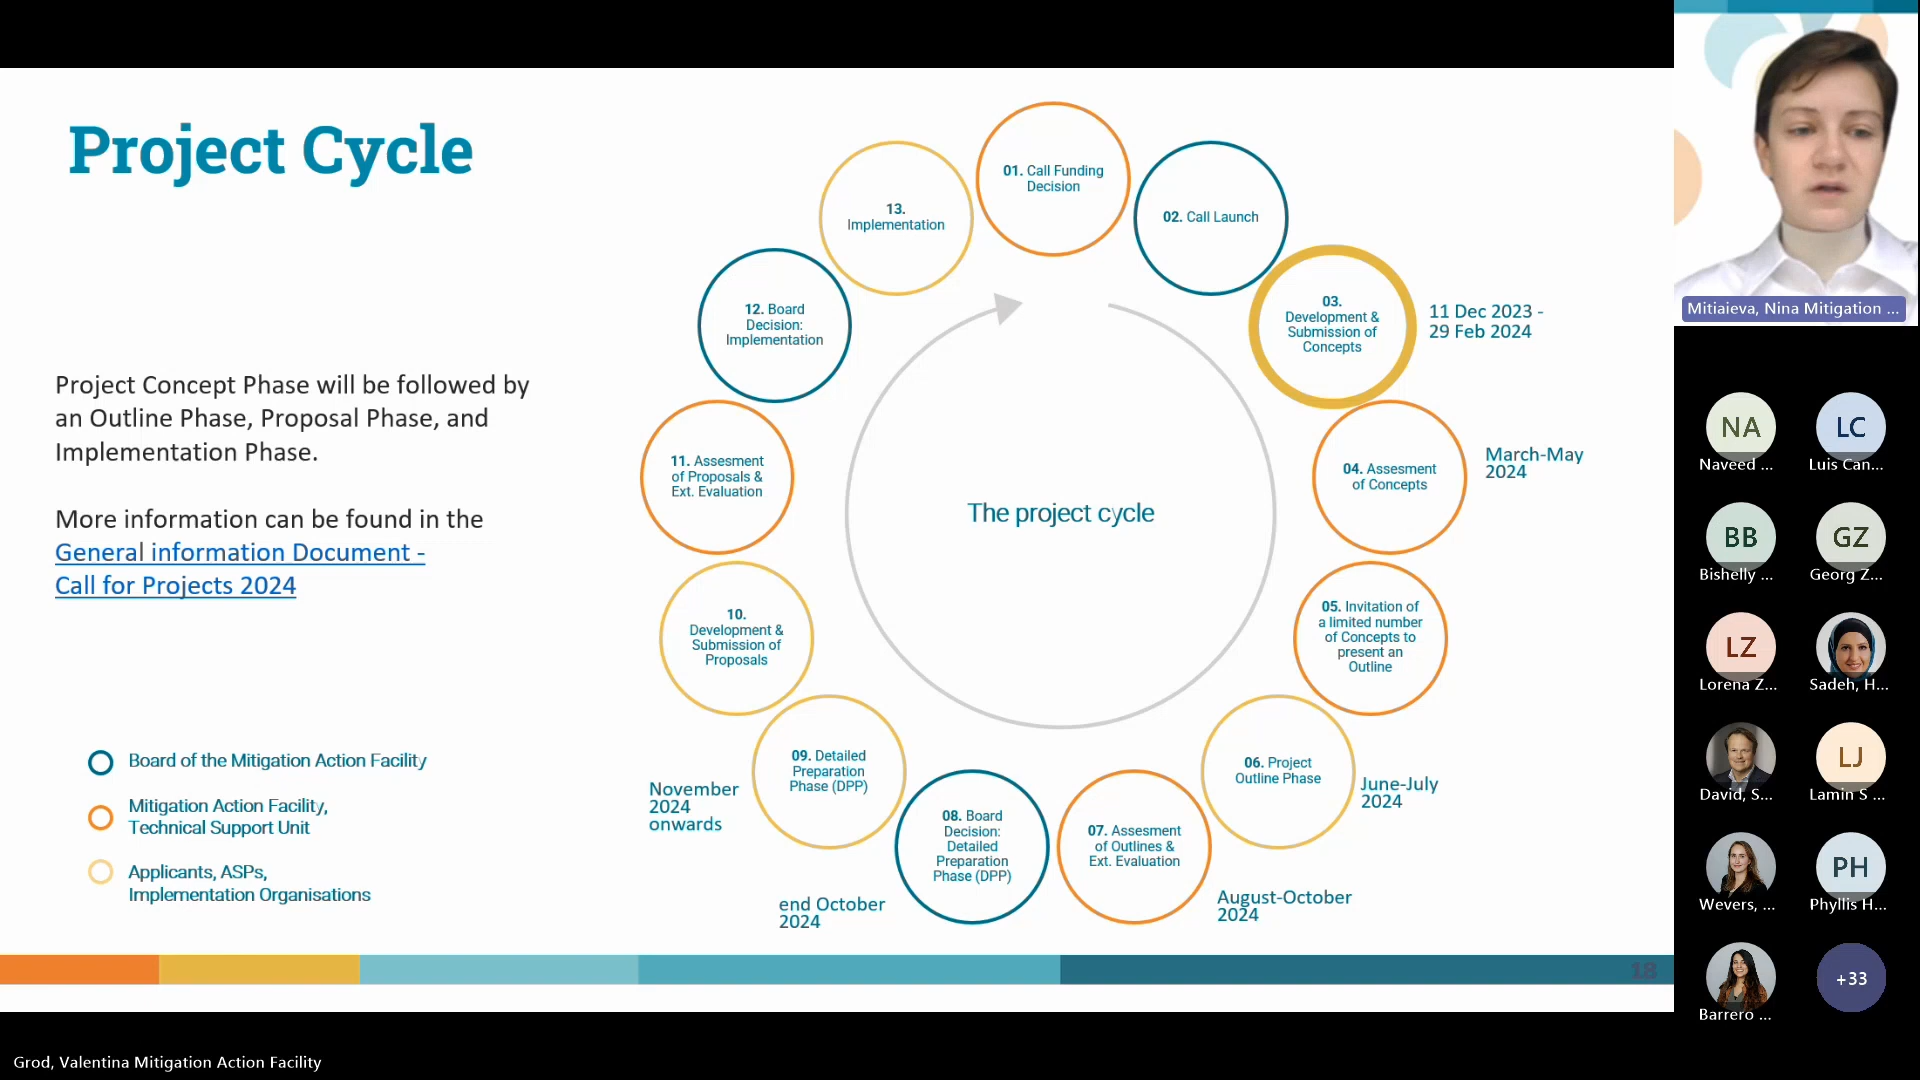 Project Cycle
Project Concept Phase will be followed by
an Outline Phase, Proposal Phase, and
Implementation Phase.
More information can be found in the
General information Document -
Call for Projects 2024
Board of the Mitigation Action Facility
Mitigation Action Facility,
Technical Support Unit
Applicants, ASPs,
Implementation Organisations
The project cycle
01. Call Funding
Decision
02. Call Launch
03.
Development &
Submission of
Concepts
11 Dec 2023 -
29 Feb 2024
04. Assesment
of Concepts
March-May
2024
05. Invitation of
a limited number
of Concepts to
present an
Outline
06. Project
Outline Phase
June-July
2024
07. Assesment
of Outlines &
Ext. Evaluation
August-October
2024
08. Board
Decision:
Detailed
Preparation
Phase (DPP)
end October
2024
09. Detailed
Preparation
Phase (DPP)
November
2024
onwards
10.
Development &
Submission of
Proposals
11. Assesment
of Proposals &
Ext. Evaluation
12. Board
Decision:
Implementation
13.
Implementation
18
Mitiaieva, Nina Mitigation ...
NA
Naveed ...
LC
Luis Can...
BB
Bishelly ...
GZ
Georg Z...
LZ
Lorena Z...
Sadeh, H...
David, S...
LJ
Lamin S ...
Wevers, ...
PH
Phyllis H...
Barrero ...
+33
Grod, Valentina Mitigation Action Facility